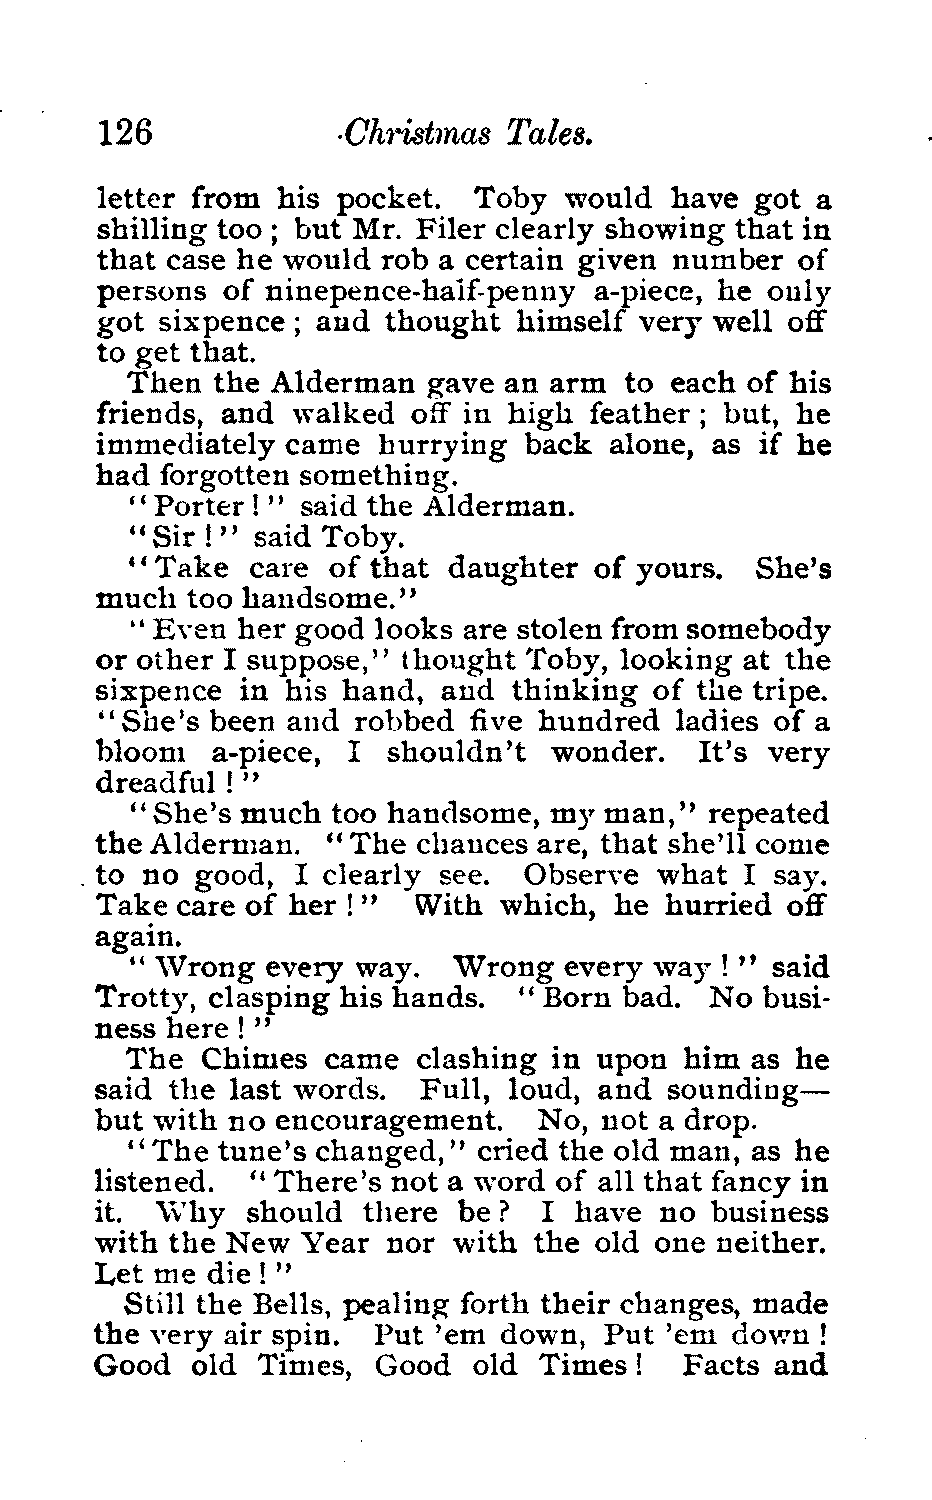 126 Christmas Tales.
letter from his pocket. Toby would have got a
shilling too ; but Mr. Filer clearly showing that in
that case he would rob a certain given number of
persons of ninepence-half-penny a-piece, he only
got sixpence ; and thought himself very well off
to get that.
Then the Alderman gave an arm to each of his
friends, and walked off in high feather ; but, he
immediately came hurrying back alone, as if he
had forgotten something.
"Porter!" said the Alderman.
"Sir!" said Toby.
"Take care of that daughter of yours. She's
much too handsome."
"Even her good looks are stolen from somebody
or other I suppose," thought Toby, looking at the
sixpence in his hand, and thinking of the tripe.
"She's been and robbed five hundred ladies of a
bloom a-piece, I shouldn't wonder. It's very
dreadful!"
"She's much too handsome, my man," repeated
the Alderman. "The chances are, that she'll come
to no good, I clearly see. Observe what I say.
Take care of her!" With which, he hurried off
again.
"Wrong every way. Wrong every way!" said
Trotty, clasping his hands. "Born bad. No busi-
ness here!"
The Chimes came clashing in upon him as he
said the last words. Full, loud, and sounding—
but with no encouragement. No, not a drop.
"The tune's changed," cried the old man, as he
listened. "There's not a word of all that fancy in
it. Why should there be? I have no business
with the New Year nor with the old one neither.
Let me die!"
Still the Bells, pealing forth their changes, made
the very air spin. Put 'em down, Put 'em down!
Good old Times, Good old Times! Facts and